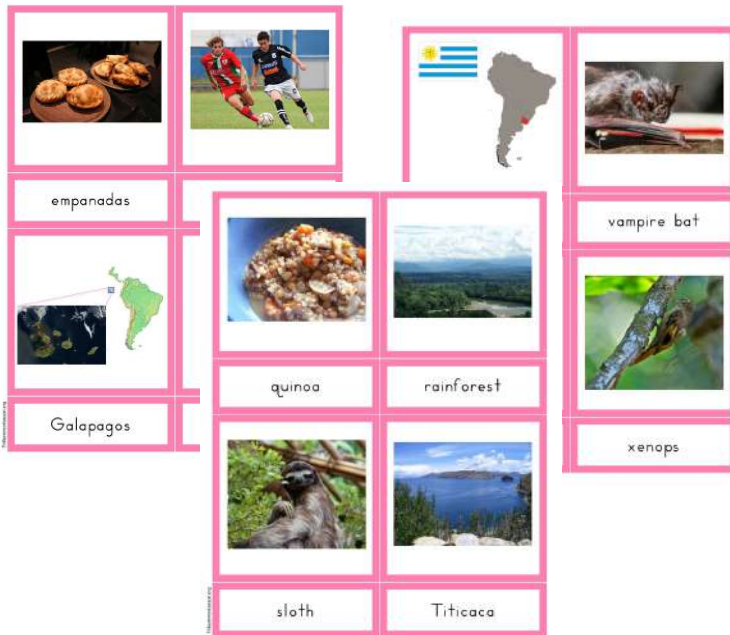 empanadas
Galapagos
quinoa
rainforest
sloth
Titicaca
vampire bat
xenops